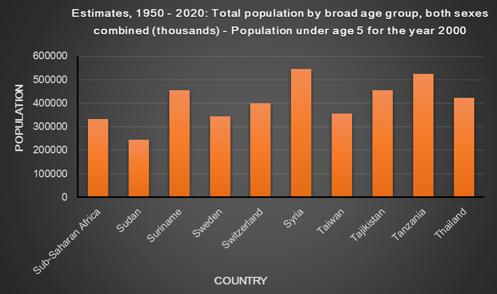 Estimates, 1950 - 2020: Total population by broad age group, both sexes
combined (thousands) - Population under age 5 for the year 2000
POPULATION
600000
500000
400000
300000
200000
100000
0
Sub-Saharan Africa
Sudan
Suriname
Sweden
Switzerland
Syria
Taiwan
Tajikistan
Tanzania
Thailand
COUNTRY